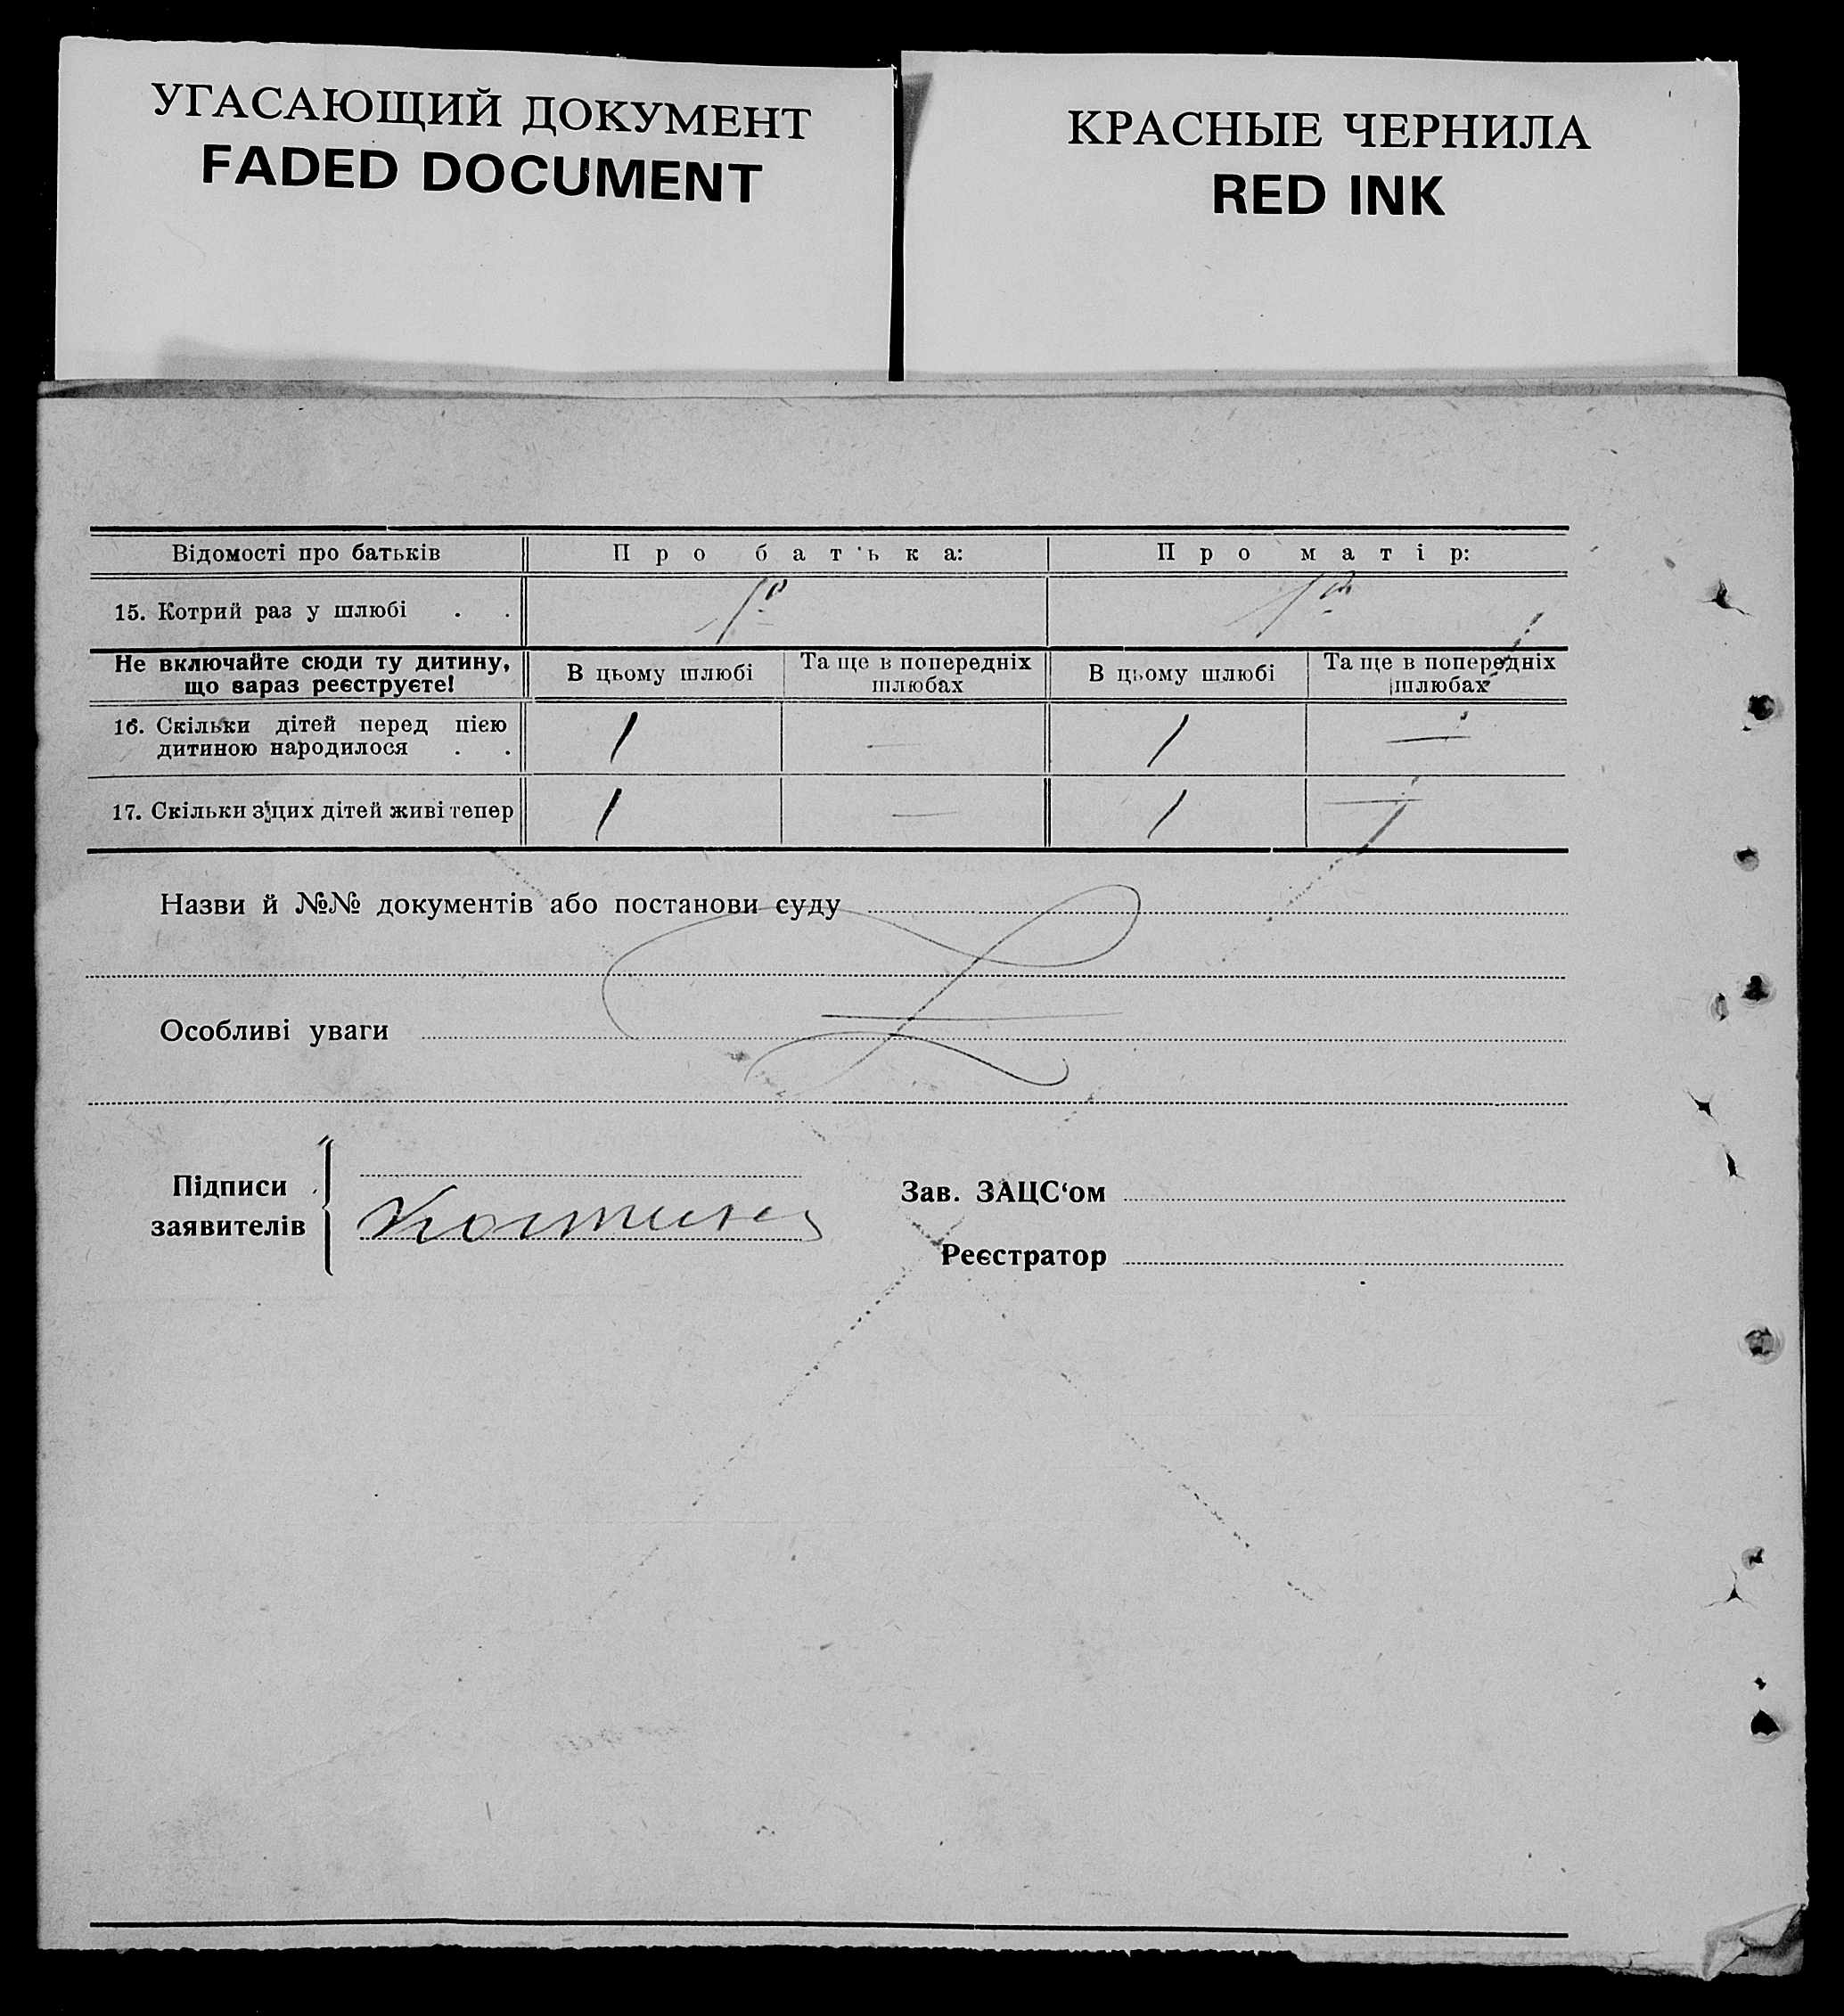 УГАСАЮЩИЙ ДОКУМЕНТ
FADED DOCUMENT
КРАСНЫЕ ЧЕРНИЛА
RED INK
Відомості про батьків Про батька: Про матір:
15. Котрий раз у шлюбі . .
Не включайте сюди ту дитину, що вараз реєструєте! В цьому шлюбі Та ще в попередніх шлюбах В цьому шлюбі Та ще в попередніх шлюбах
16. Скільки дітей перед цією дитиною народилося . . 1 — 1 —
17. Скільки з цих дітей живі тепер 1 — 1 —
Назви й №№ документів або постанови суду
Особливі уваги
Підписи
заявителів
Зав. ЗАЦС‘ом
Реєстратор